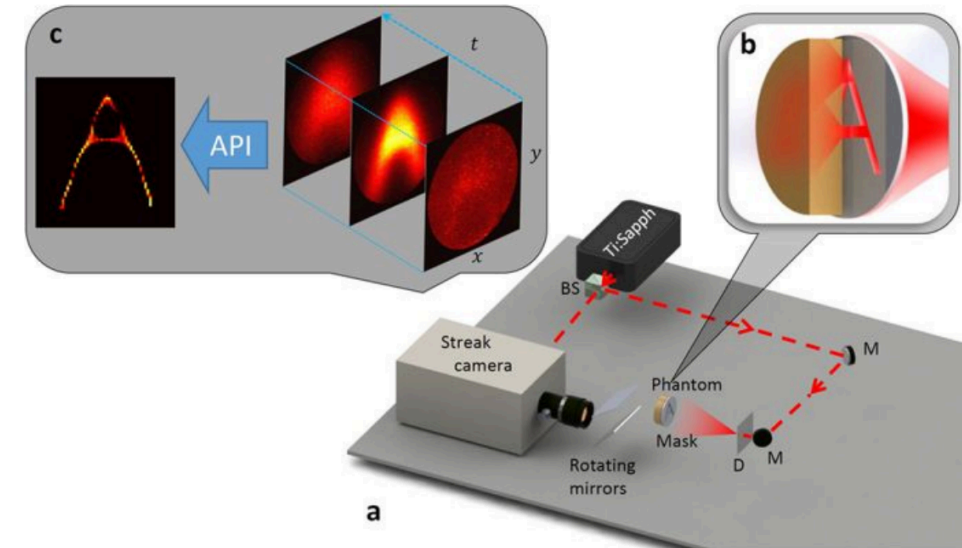 c
t
API
y
x
b
Ti:Sapph
BS
Streak
camera
M
Phantom
Mask
D
M
Rotating
mirrors
a